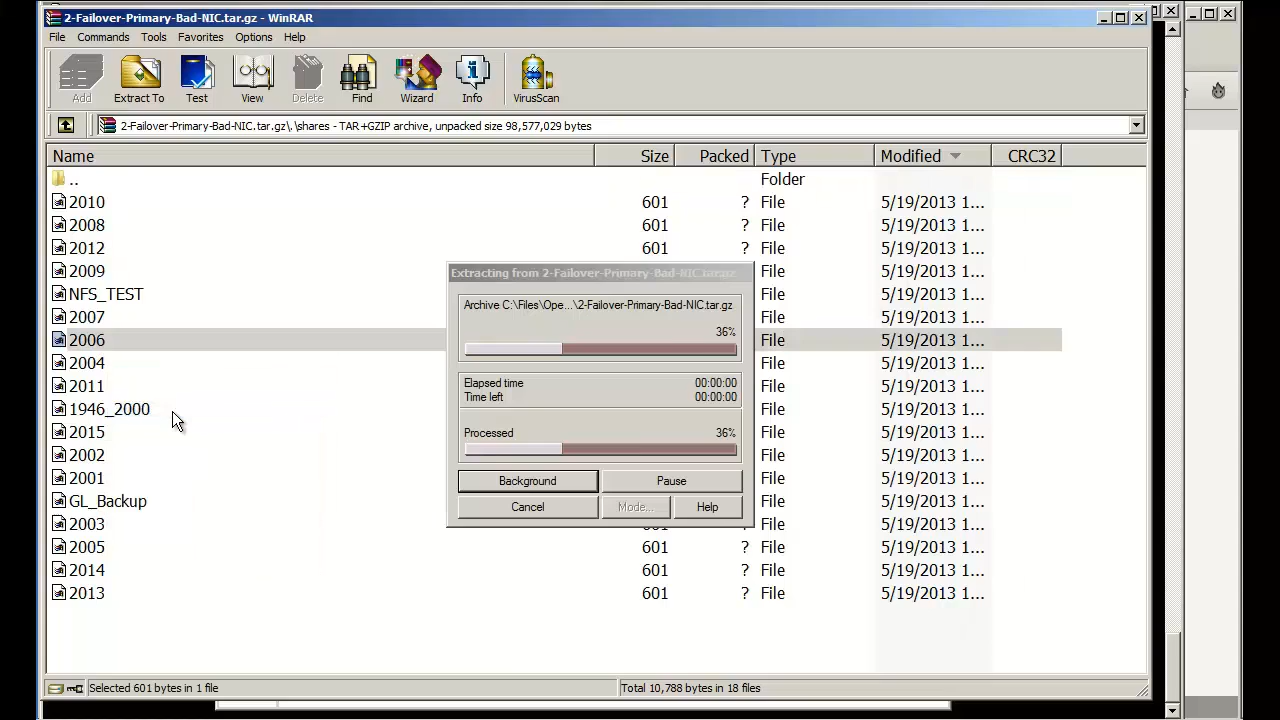 2-Failover-Primary-Bad-NIC.tar.gz - WinRAR
File Commands Tools Favorites Options Help
Add Extract To Test View Delete Find Wizard Info VirusScan
2-Failover-Primary-Bad-NIC.tar.gz\.\shares - TAR+GZIP archive, unpacked size 98,577,029 bytes
Name Size Packed Type Modified CRC32
.. Folder
2010 601 ? File 5/19/2013 1...
2008 601 ? File 5/19/2013 1...
2012 601 ? File 5/19/2013 1...
2009 File 5/19/2013 1...
NFS_TEST File 5/19/2013 1...
2007 File 5/19/2013 1...
2006 File 5/19/2013 1...
2004 File 5/19/2013 1...
2011 File 5/19/2013 1...
1946_2000 File 5/19/2013 1...
2015 File 5/19/2013 1...
2002 File 5/19/2013 1...
2001 File 5/19/2013 1...
GL_Backup File 5/19/2013 1...
2003 601 ? File 5/19/2013 1...
2005 601 ? File 5/19/2013 1...
2014 601 ? File 5/19/2013 1...
2013 601 ? File 5/19/2013 1...
Extracting from 2-Failover-Primary-Bad-NIC.tar.gz
Archive C:\Files\Ope...\2-Failover-Primary-Bad-NIC.tar.gz
36%
Elapsed time 00:00:00
Time left 00:00:00
Processed 36%
Background Pause
Cancel Mode... Help
Selected 601 bytes in 1 file Total 10,788 bytes in 18 files